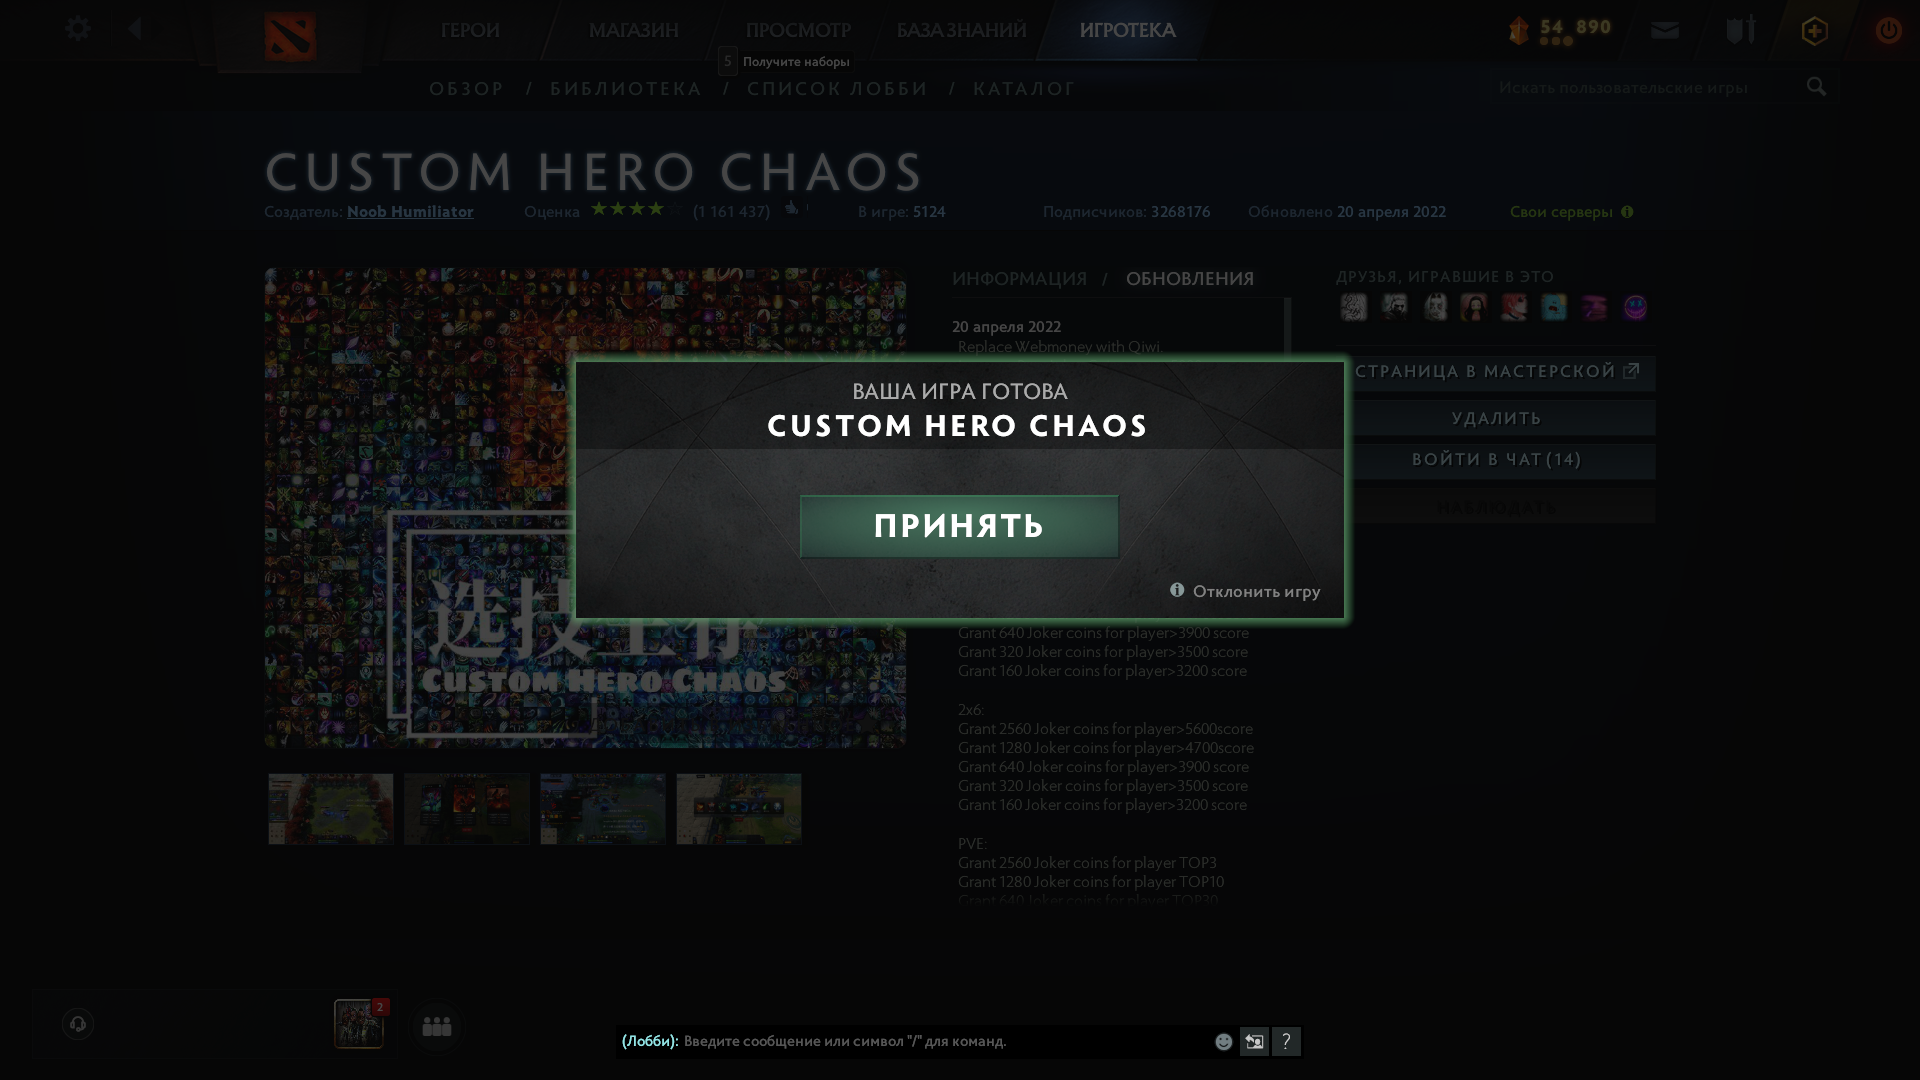 ГЕРОИ
МАГАЗИН
ПРОСМОТР
БАЗА ЗНАНИЙ
ИГРОТЕКА
54 890
5 Получите наборы
ОБЗОР / БИБЛИОТЕКА / СПИСОК ЛОББИ / КАТАЛОГ
Искать пользовательские игры
CUSTOM HERO CHAOS
Создатель: Noob Humiliator
Оценка (1 161 437)
В игре: 5124
Подписчиков: 3268176
Обновлено 20 апреля 2022
Свои серверы
ИНФОРМАЦИЯ / ОБНОВЛЕНИЯ
ДРУЗЬЯ, ИГРАВШИЕ В ЭТО
20 апреля 2022
Replace Webmoney with Qiwi.
СТРАНИЦА В МАСТЕРСКОЙ
УДАЛИТЬ
ВОЙТИ В ЧАТ (14)
НАБЛЮДАТЬ
ВАША ИГРА ГОТОВА
CUSTOM HERO CHAOS
ПРИНЯТЬ
Отклонить игру
Custom Hero Chaos
Grant 640 Joker coins for player>3900 score
Grant 320 Joker coins for player>3500 score
Grant 160 Joker coins for player>3200 score
2x6:
Grant 2560 Joker coins for player>5600score
Grant 1280 Joker coins for player>4700score
Grant 640 Joker coins for player>3900 score
Grant 320 Joker coins for player>3500 score
Grant 160 Joker coins for player>3200 score
PVE:
Grant 2560 Joker coins for player TOP3
Grant 1280 Joker coins for player TOP10
Grant 640 Joker coins for player TOP30
2
(Лобби): Введите сообщение или символ "/" для команд.
?